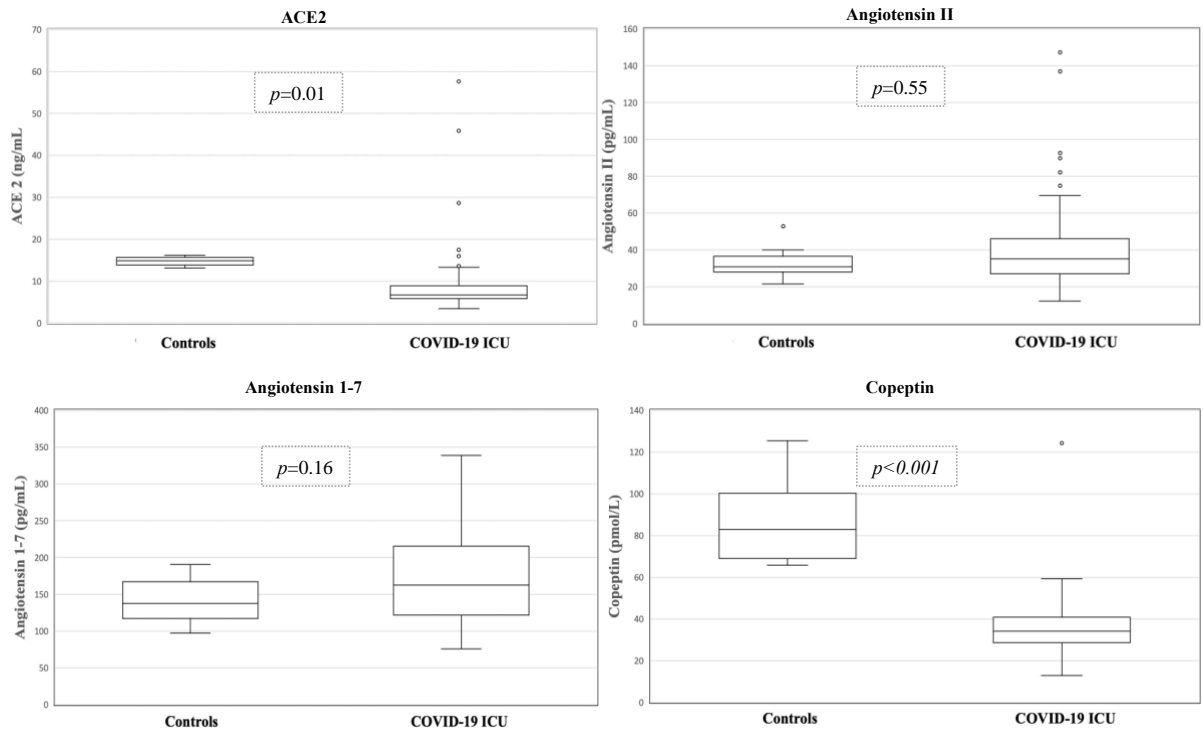 ACE2
70
60
50
40
30
20
10
0
ACE 2 (ng/mL)
p=0.01
Controls
COVID-19 ICU
Angiotensin II
160
140
120
100
80
60
40
20
0
Angiotensin II (pg/mL)
p=0.55
Controls
COVID-19 ICU
Angiotensin 1-7
400
350
300
250
200
150
100
50
0
Angiotensin 1-7 (pg/mL)
p=0.16
Controls
COVID-19 ICU
Copeptin
140
120
100
80
60
40
20
0
Copeptin (pmol/L)
p<0.001
Controls
COVID-19 ICU